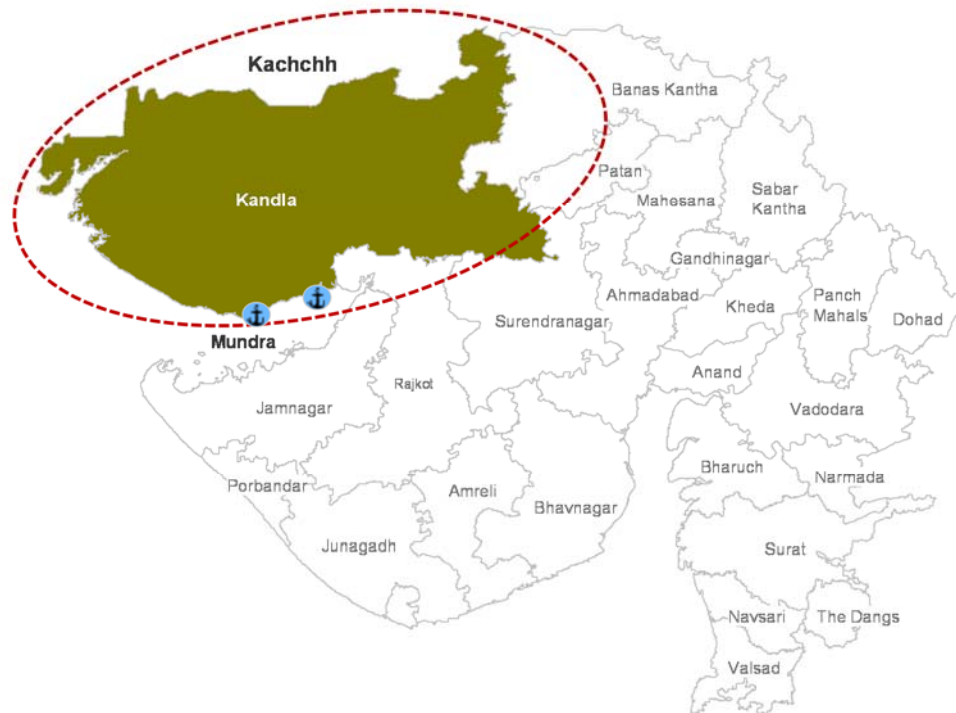 Kachchh
Banas Kantha
Patan
Kandla
Mahesana
Sabar
Kantha
Gandhinagar
Ahmadabad
Kheda
Panch
Mahals
Dohad
Surendranagar
Mundra
Anand
Rajkot
Jamnagar
Vadodara
Bharuch
Narmada
Porbandar
Amreli
Bhavnagar
Junagadh
Surat
Navsari
The Dangs
Valsad